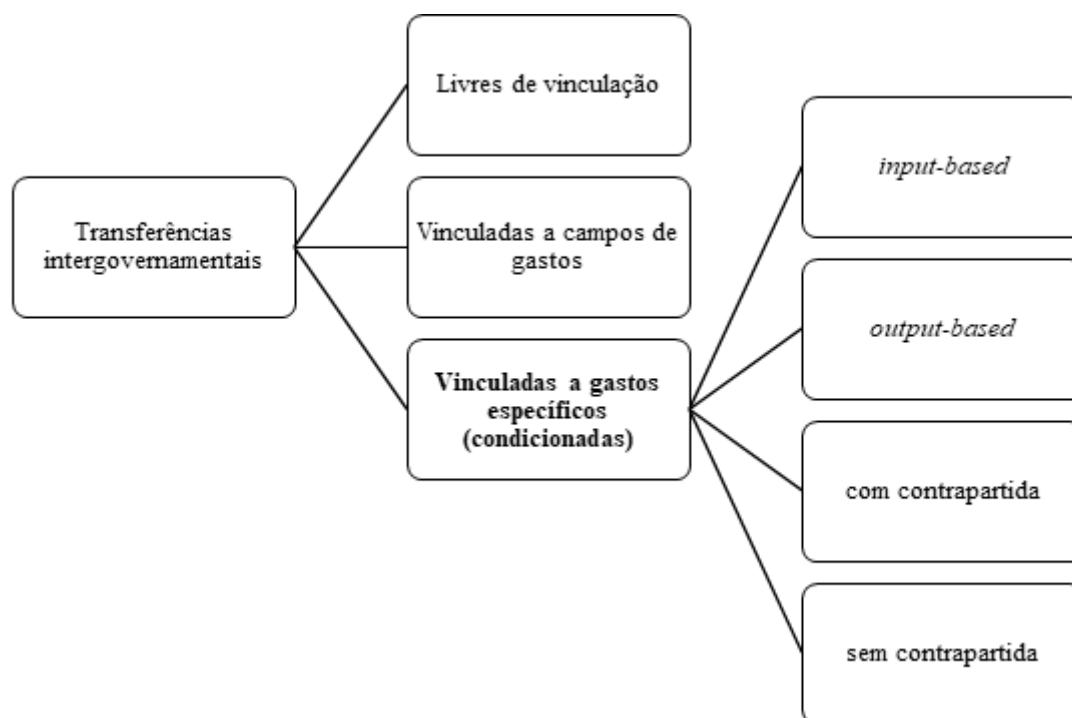 Transferências
intergovernamentais
Livres de vinculação
Vinculadas a campos de
gastos
Vinculadas a gastos
específicos
(condicionadas)
input-based
output-based
com contrapartida
sem contrapartida